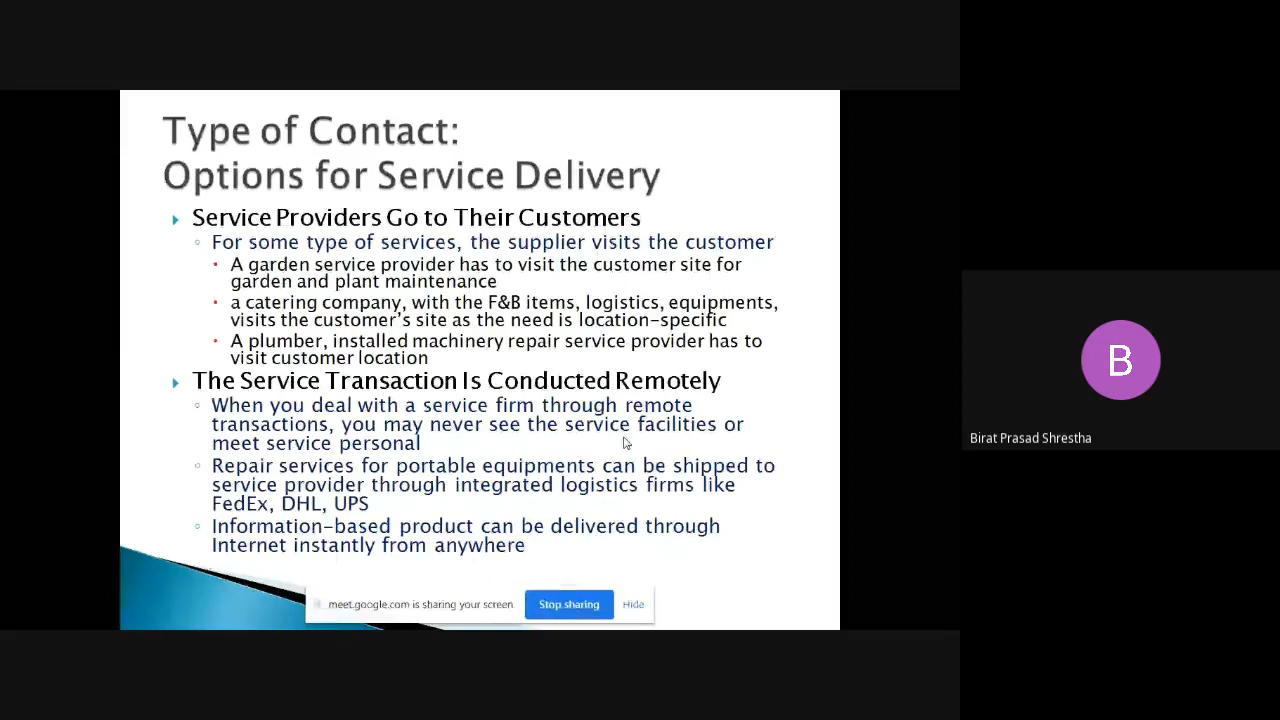 Type of Contact:
Options for Service Delivery
Service Providers Go to Their Customers
For some type of services, the supplier visits the customer
A garden service provider has to visit the customer site for
garden and plant maintenance
a catering company, with the F&B items, logistics, equipments,
visits the customer's site as the need is location-specific
A plumber, installed machinery repair service provider has to
visit customer location
The Service Transaction Is Conducted Remotely
When you deal with a service firm through remote
transactions, you may never see the service facilities or
meet service personal
Repair services for portable equipments can be shipped to
service provider through integrated logistics firms like
FedEx, DHL, UPS
Information-based product can be delivered through
Internet instantly from anywhere
meet.google.com is sharing your screen.
Stop sharing
Hide
B
Birat Prasad Shrestha